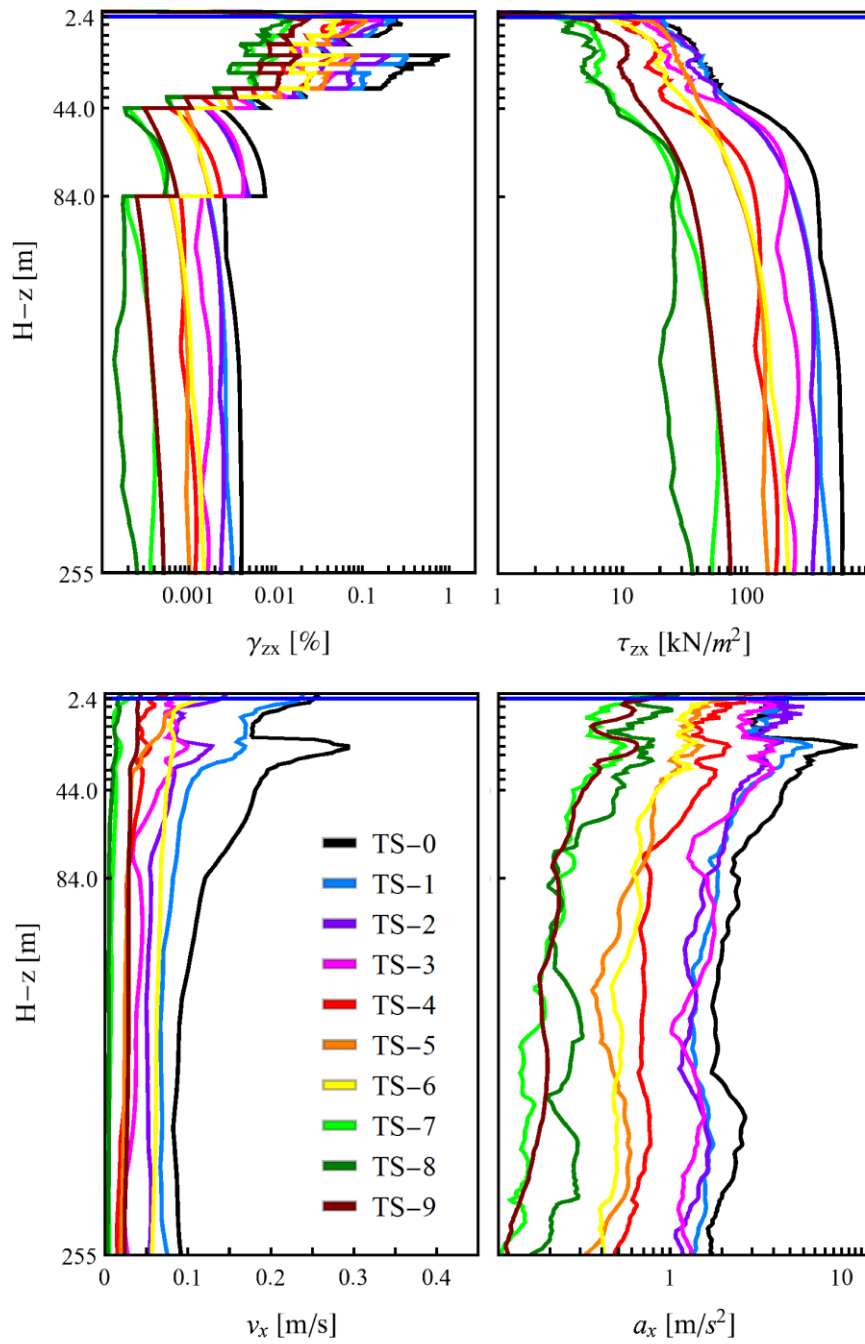 2.4
44.0
84.0
H−z [m]
255
0.001 0.01 0.1 1
1 10 100
γzx [%]
τzx [kN/m²]
2.4
44.0
84.0
H−z [m]
255
TS−0
TS−1
TS−2
TS−3
TS−4
TS−5
TS−6
TS−7
TS−8
TS−9
0 0.1 0.2 0.3 0.4
1 10
vx [m/s]
ax [m/s²]